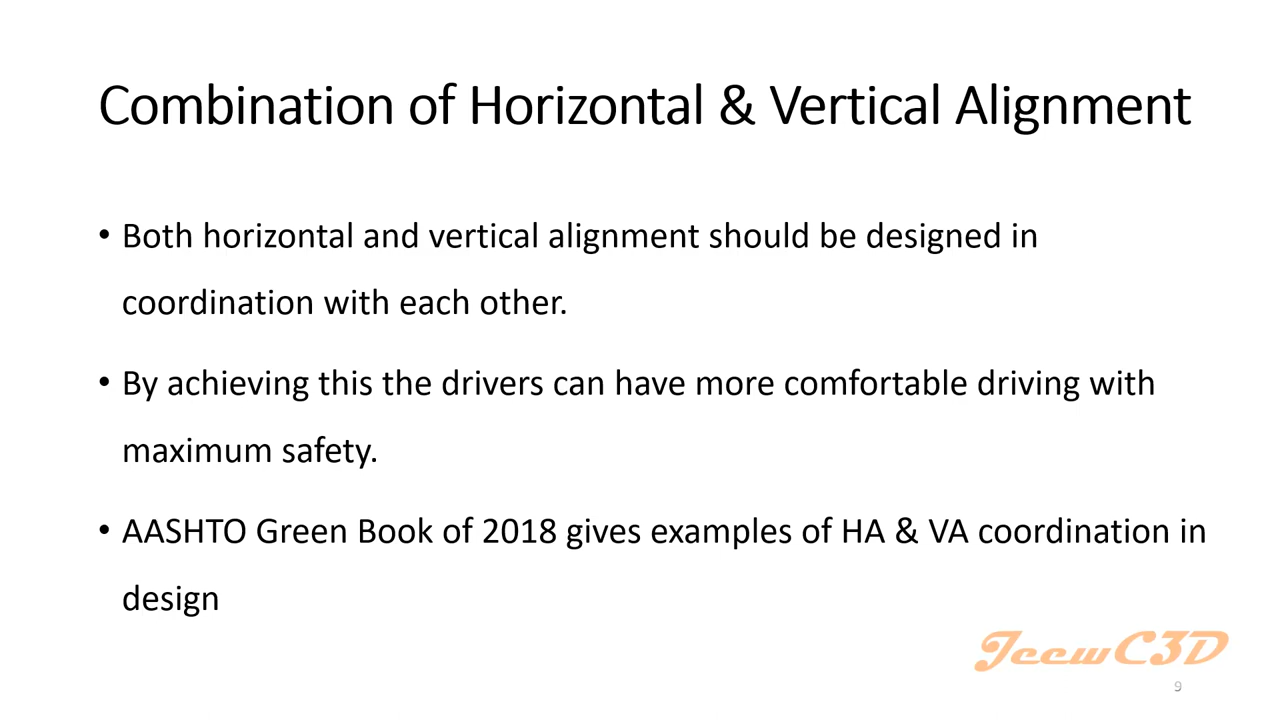 Combination of Horizontal & Vertical Alignment
• Both horizontal and vertical alignment should be designed in
coordination with each other.
• By achieving this the drivers can have more comfortable driving with
maximum safety.
• AASHTO Green Book of 2018 gives examples of HA & VA coordination in
design
JeewC3D
9